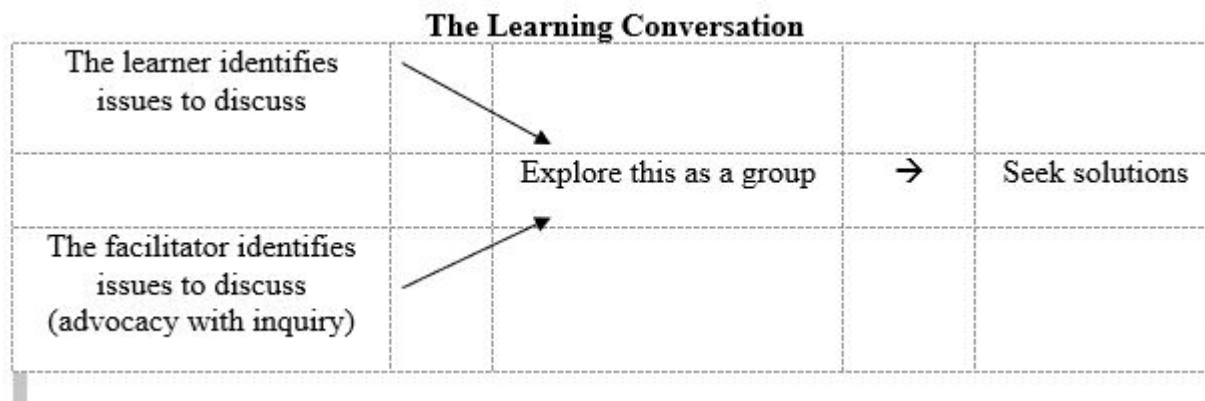 The Learning Conversation
The learner identifies
issues to discuss
Explore this as a group → Seek solutions
The facilitator identifies
issues to discuss
(advocacy with inquiry)